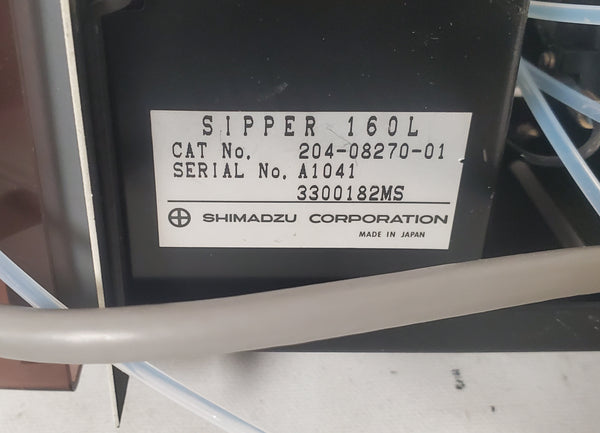 SIPPER 160L
CAT No. 204-08270-01
SERIAL No. A1041
3300182MS
SHIMADZU CORPORATION
MADE IN JAPAN